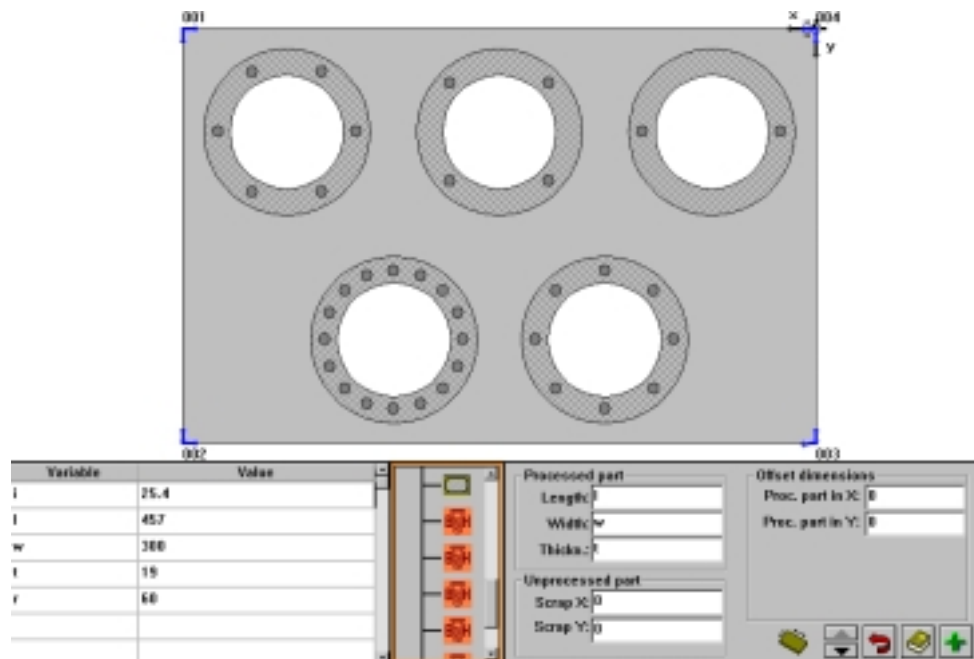 001
x 004
y
002
003
Variable Value
25.4
l 457
w 300
t 19
r 60
Processed part
Length: l
Width: w
Thickn.: t
Unprocessed part
Scrap X: 0
Scrap Y: 0
Offset dimensions
Proc. part in X: 0
Proc. part in Y: 0